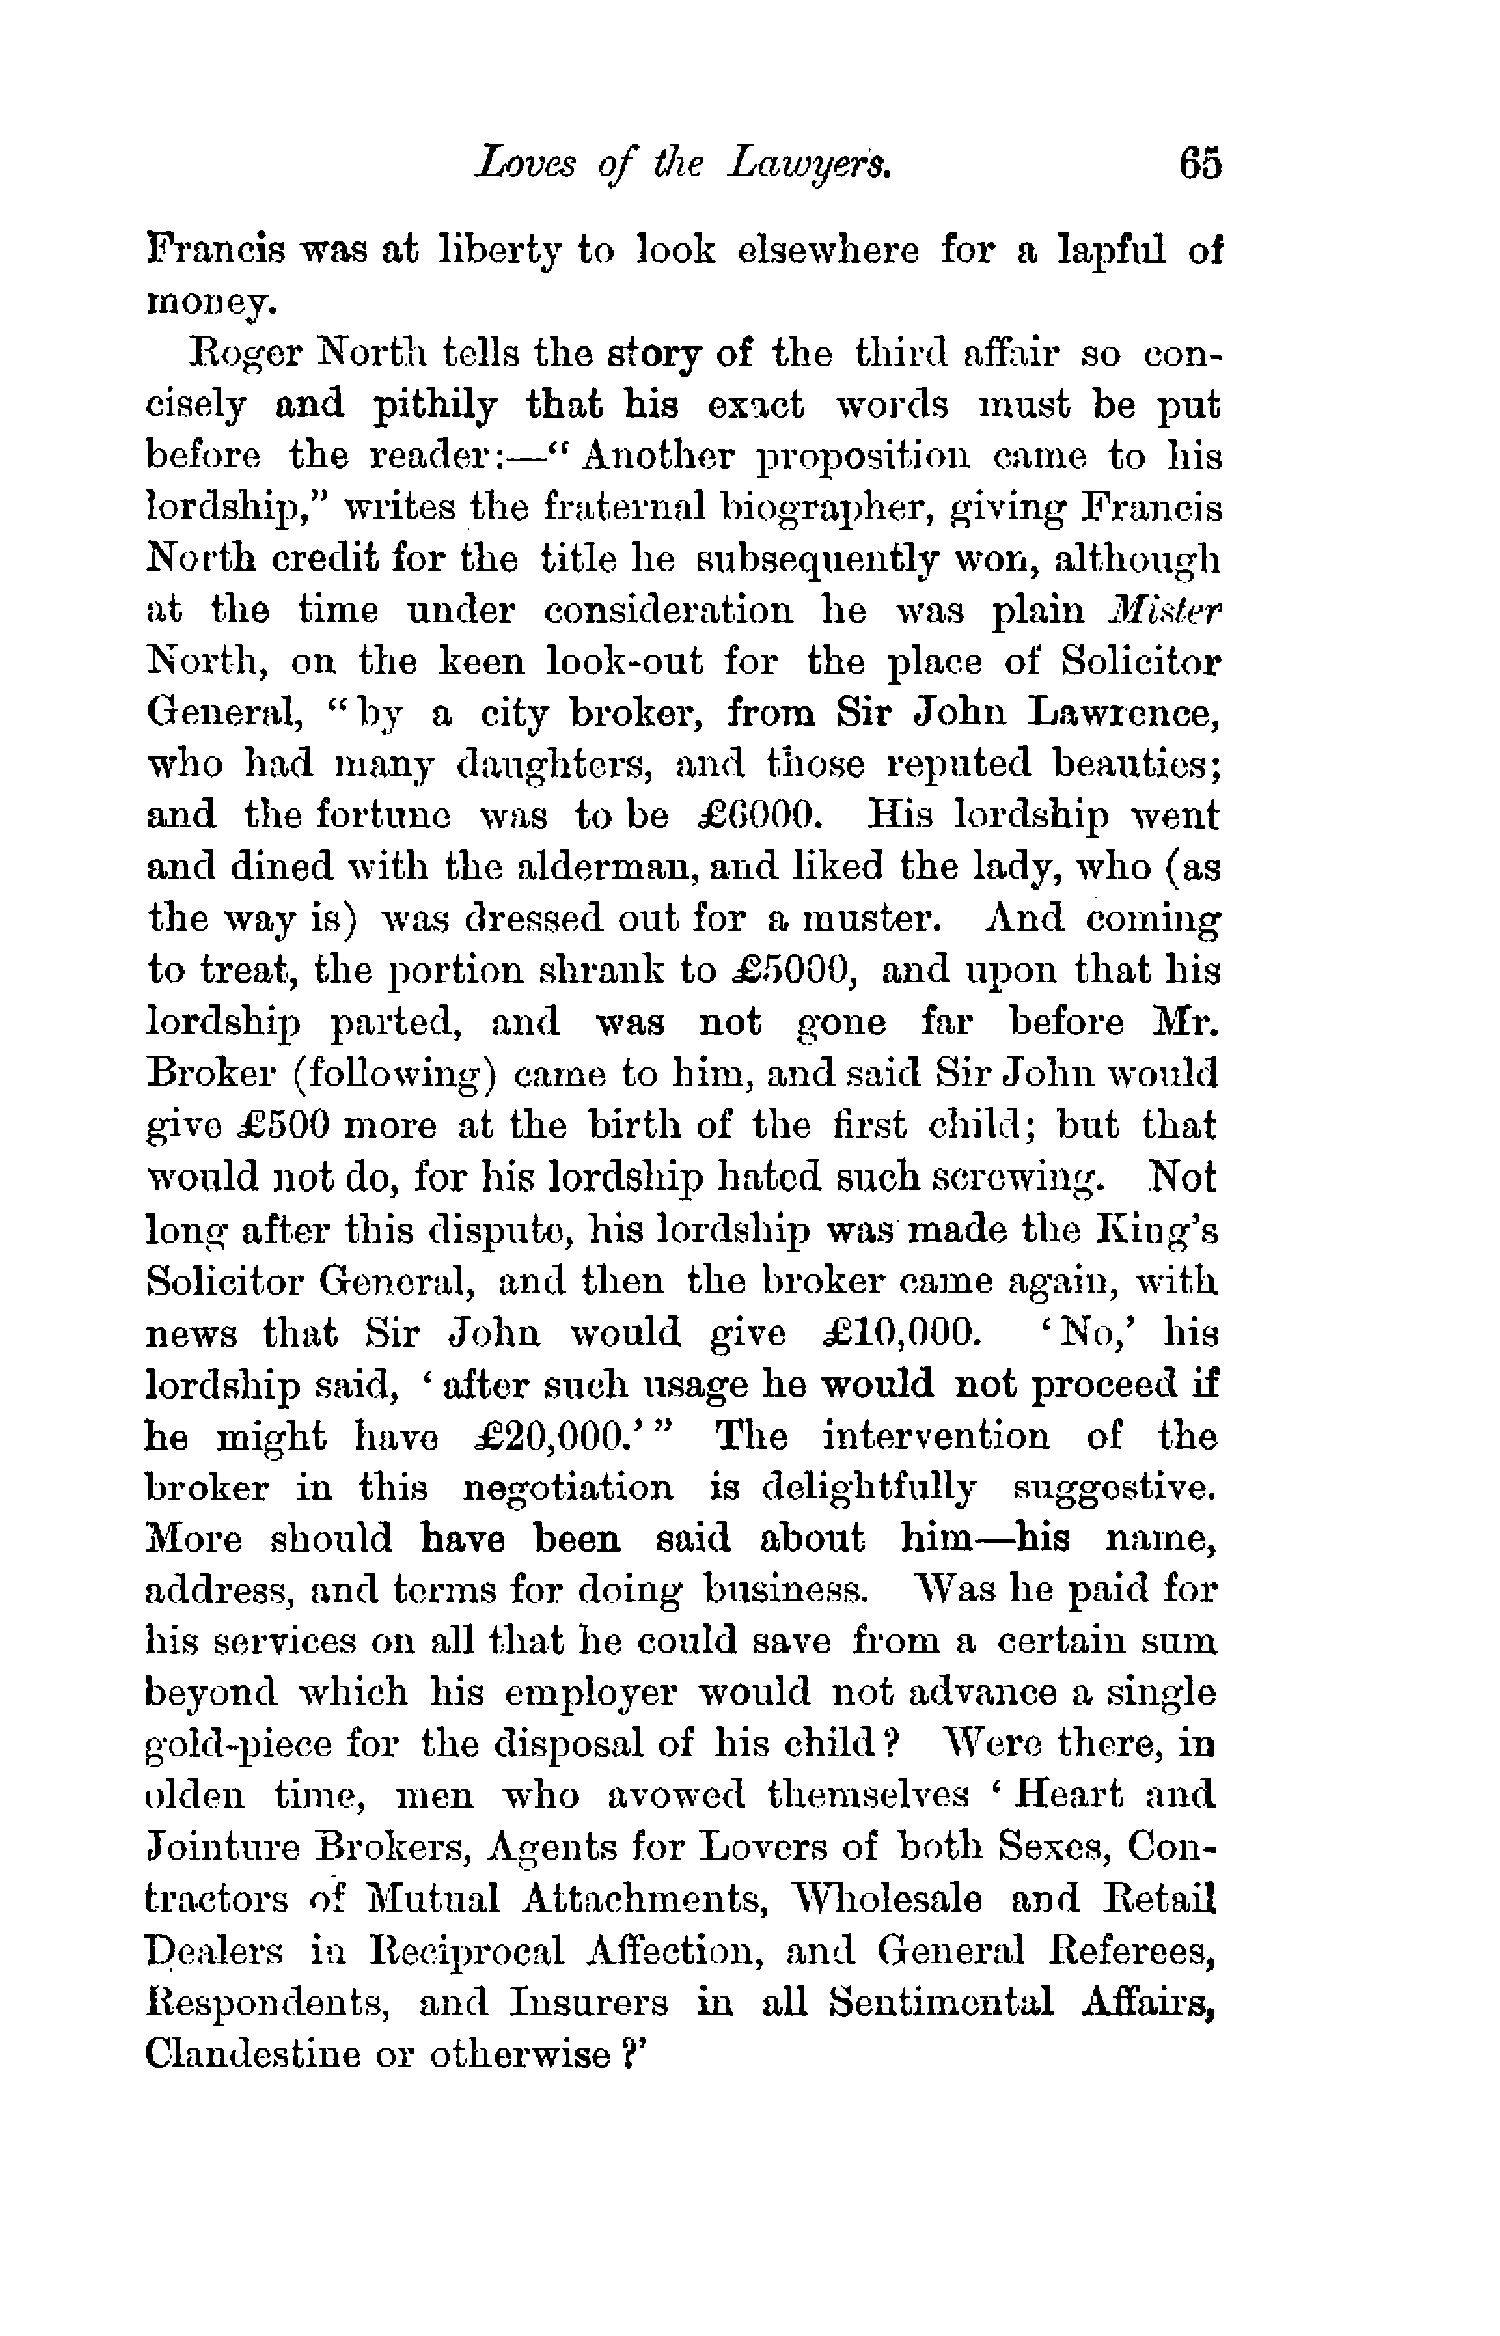 Loves of the Lawyers. 65
Francis was at liberty to look elsewhere for a lapful of
money.
Roger North tells the story of the third affair so con-
cisely and pithily that his exact words must be put
before the reader:—“ Another proposition came to his
lordship,” writes the fraternal biographer, giving Francis
North credit for the title he subsequently won, although
at the time under consideration he was plain Mister
North, on the keen look-out for the place of Solicitor
General, “ by a city broker, from Sir John Lawrence,
who had many daughters, and those reputed beauties;
and the fortune was to be £6000. His lordship went
and dined with the alderman, and liked the lady, who (as
the way is) was dressed out for a muster. And coming
to treat, the portion shrank to £5000, and upon that his
lordship parted, and was not gone far before Mr.
Broker (following) came to him, and said Sir John would
give £500 more at the birth of the first child; but that
would not do, for his lordship hated such screwing. Not
long after this dispute, his lordship was made the King’s
Solicitor General, and then the broker came again, with
news that Sir John would give £10,000. ‘ No,’ his
lordship said, ‘ after such usage he would not proceed if
he might have £20,000.’ ” The intervention of the
broker in this negotiation is delightfully suggestive.
More should have been said about him—his name,
address, and terms for doing business. Was he paid for
his services on all that he could save from a certain sum
beyond which his employer would not advance a single
gold-piece for the disposal of his child ? Were there, in
olden time, men who avowed themselves ‘ Heart and
Jointure Brokers, Agents for Lovers of both Sexes, Con-
tractors of Mutual Attachments, Wholesale and Retail
Dealers in Reciprocal Affection, and General Referees,
Respondents, and Insurers in all Sentimental Affairs,
Clandestine or otherwise ?’